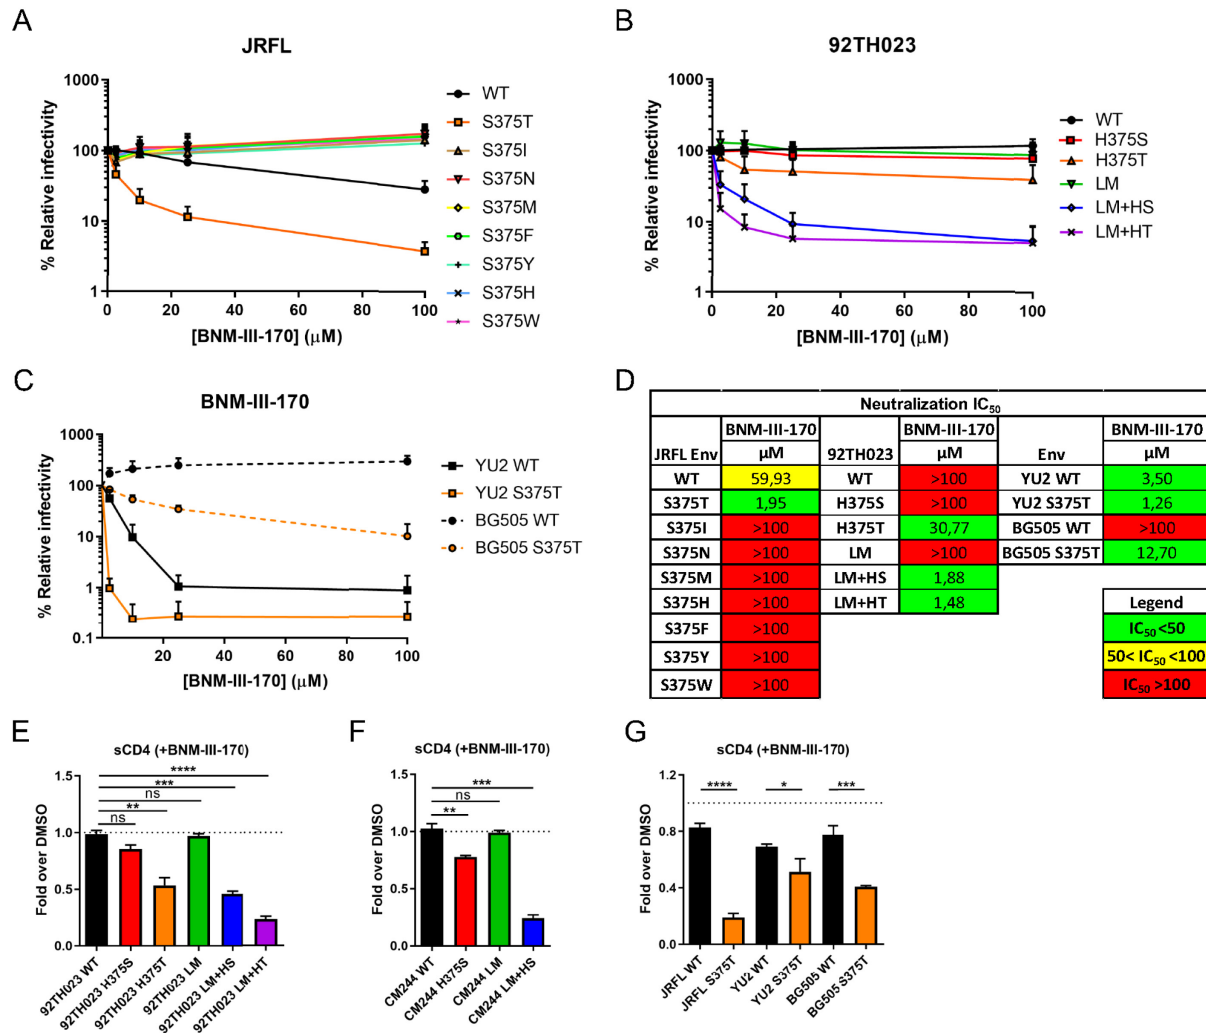 A
JRFL
% Relative infectivity
1000
100
10
1
0 20 40 60 80 100
[BNM-III-170] (μM)
WT
S375T
S375I
S375N
S375M
S375F
S375Y
S375H
S375W
B
92TH023
% Relative infectivity
1000
100
10
1
0 20 40 60 80 100
[BNM-III-170] (μM)
WT
H375S
H375T
LM
LM+HS
LM+HT
C
BNM-III-170
% Relative infectivity
1000
100
10
1
0.1
20 40 60 80 100
[BNM-III-170] (μM)
YU2 WT
YU2 S375T
BG505 WT
BG505 S375T
D
Neutralization IC50
BNM-III-170 BNM-III-170 BNM-III-170
JRFL Env μM 92TH023 μM Env μM
WT 59,93 WT >100 YU2 WT 3,50
S375T 1,95 H375S >100 YU2 S375T 1,26
S375I >100 H375T 30,77 BG505 WT >100
S375N >100 LM >100 BG505 S375T 12,70
S375M >100 LM+HS 1,88
S375H >100 LM+HT 1,48 Legend
S375F >100 IC50 <50
S375Y >100 50< IC50 <100
S375W >100 IC50 >100
E
sCD4 (+BNM-III-170)
Fold over DMSO
1.5
1.0
0.5
0.0
****
***
ns
**
ns
92TH023 WT
92TH023 H375S
92TH023 H375T
92TH023 LM
92TH023 LM+HS
92TH023 LM+HT
F
sCD4 (+BNM-III-170)
Fold over DMSO
1.5
1.0
0.5
0.0
***
ns
**
CM244 WT
CM244 H375S
CM244 LM
CM244 LM+HS
G
sCD4 (+BNM-III-170)
Fold over DMSO
1.2
0.8
0.4
0.0
**** * ***
JRFL WT
JRFL S375T
YU2 WT
YU2 S375T
BG505 WT
BG505 S375T